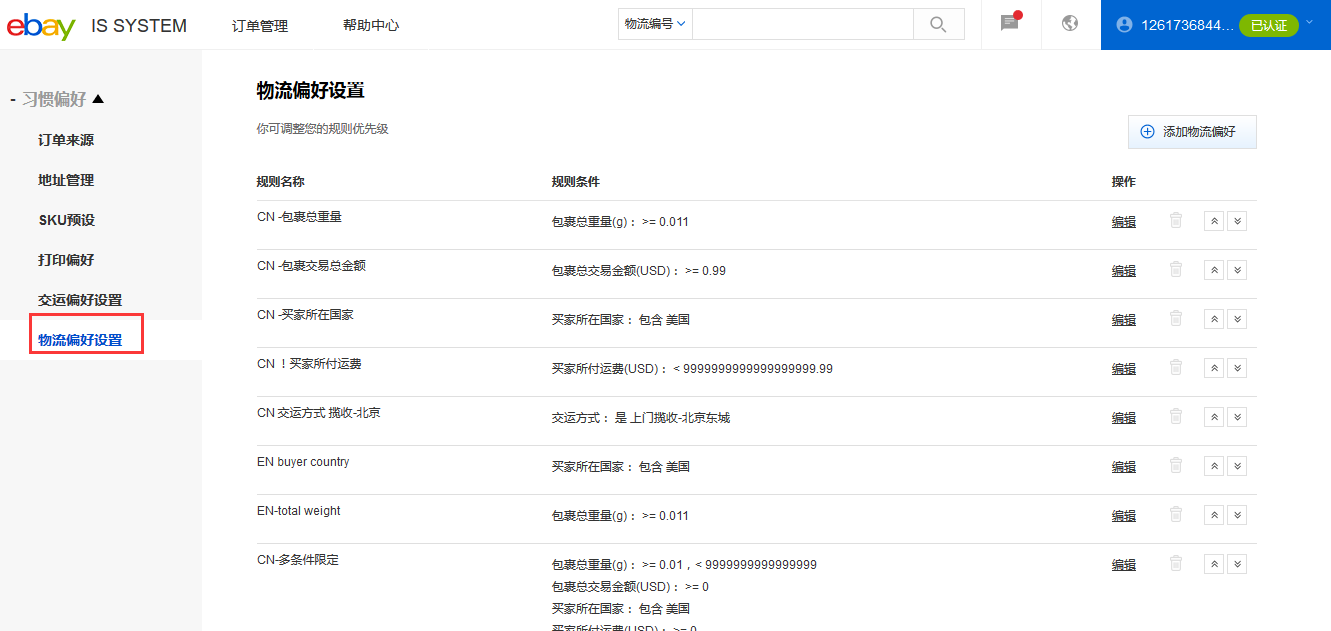 ebay IS SYSTEM 订单管理 帮助中心 物流编号 1261736844... 已认证
- 习惯偏好
订单来源
地址管理
SKU预设
打印偏好
交运偏好设置
物流偏好设置
物流偏好设置
你可调整您的规则优先级
添加物流偏好
规则名称 规则条件 操作
CN -包裹总重量 包裹总重量(g)： >= 0.011 编辑
CN -包裹交易总金额 包裹总交易金额(USD)： >= 0.99 编辑
CN -买家所在国家 买家所在国家： 包含 美国 编辑
CN ！买家所付运费 买家所付运费(USD)： < 9999999999999999999.99 编辑
CN 交运方式 揽收-北京 交运方式： 是 上门揽收-北京东城 编辑
EN buyer country 买家所在国家： 包含 美国 编辑
EN-total weight 包裹总重量(g)： >= 0.011 编辑
CN-多条件限定 包裹总重量(g)： >= 0.01，< 9999999999999999 编辑
包裹总交易金额(USD)： >= 0
买家所在国家： 包含 美国
买家所付运费(USD)： >= 0